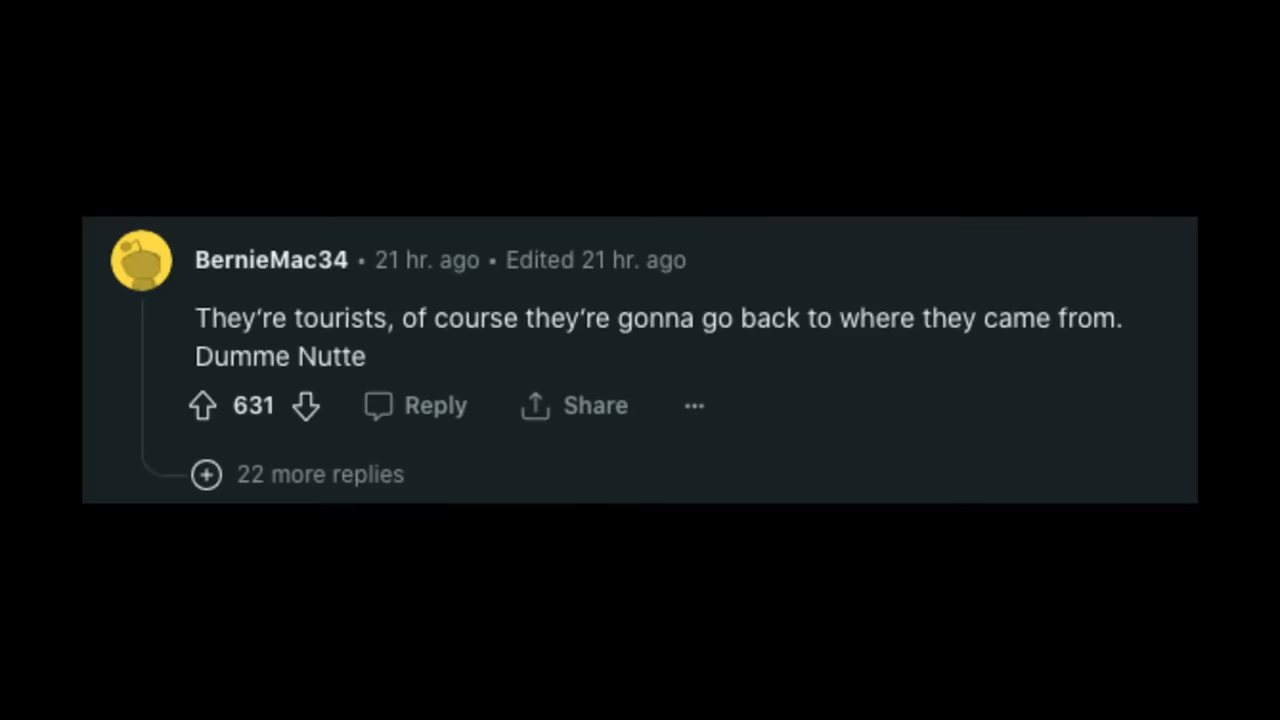 BernieMac34 • 21 hr. ago • Edited 21 hr. ago
They’re tourists, of course they’re gonna go back to where they came from.
Dumme Nutte
631 Reply Share ···
22 more replies